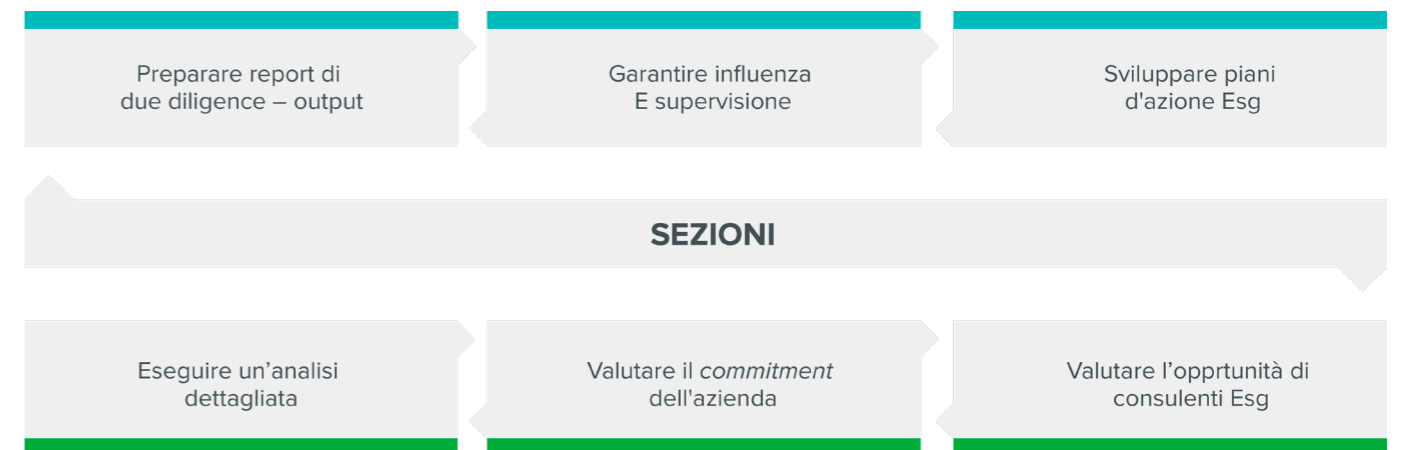 Preparare report di
due diligence – output
Garantire influenza
E supervisione
Sviluppare piani
d'azione Esg
SEZIONI
Eseguire un’analisi
dettagliata
Valutare il commitment
dell'azienda
Valutare l’opprtunità di
consulenti Esg